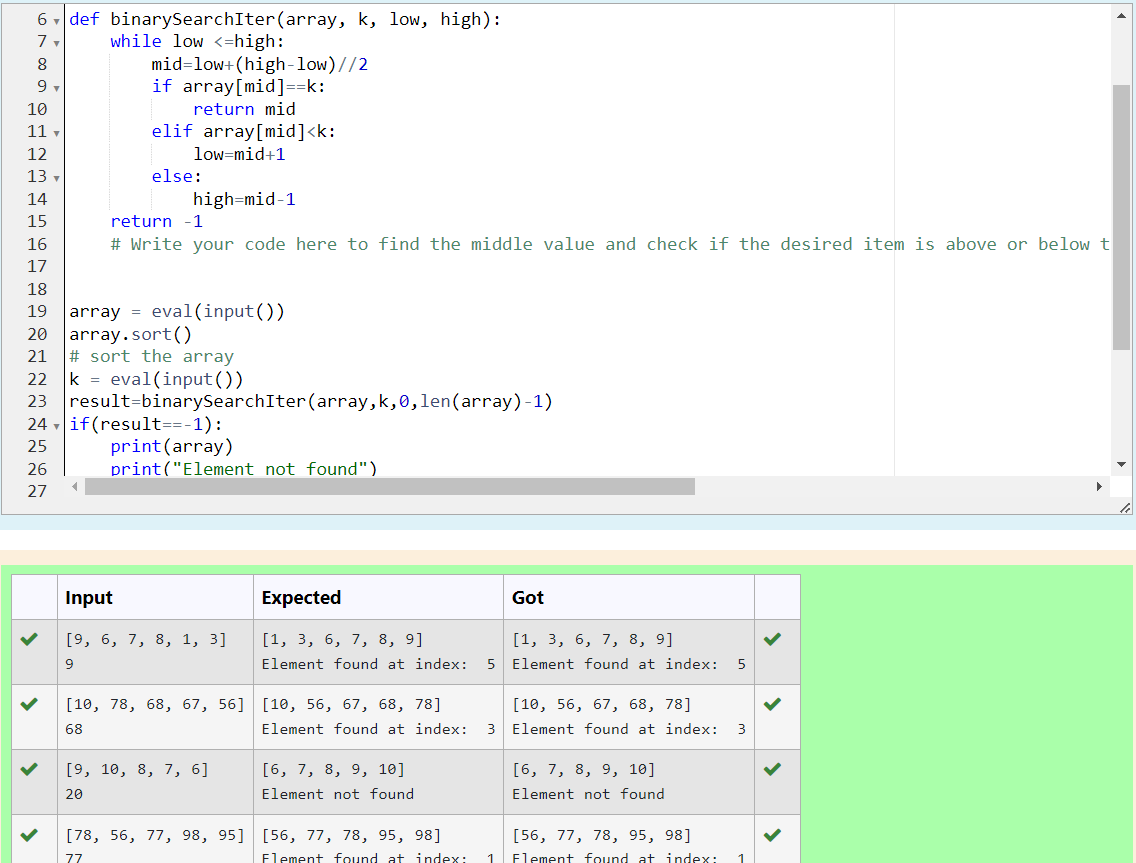 6 def binarySearchIter(array, k, low, high):
7     while low <=high:
8         mid=low+(high-low)//2
9         if array[mid]==k:
10             return mid
11         elif array[mid]<k:
12             low=mid+1
13         else:
14             high=mid-1
15     return -1
16     # Write your code here to find the middle value and check if the desired item is above or below t
17
18
19 array = eval(input())
20 array.sort()
21 # sort the array
22 k = eval(input())
23 result=binarySearchIter(array,k,0,len(array)-1)
24 if(result==-1):
25     print(array)
26     print("Element not found")
27
Input Expected Got
[9, 6, 7, 8, 1, 3] [1, 3, 6, 7, 8, 9] [1, 3, 6, 7, 8, 9]
9 Element found at index:  5 Element found at index:  5
[10, 78, 68, 67, 56] [10, 56, 67, 68, 78] [10, 56, 67, 68, 78]
68 Element found at index:  3 Element found at index:  3
[9, 10, 8, 7, 6] [6, 7, 8, 9, 10] [6, 7, 8, 9, 10]
20 Element not found Element not found
[78, 56, 77, 98, 95] [56, 77, 78, 95, 98] [56, 77, 78, 95, 98]
77 Element found at index:  1 Element found at index:  1